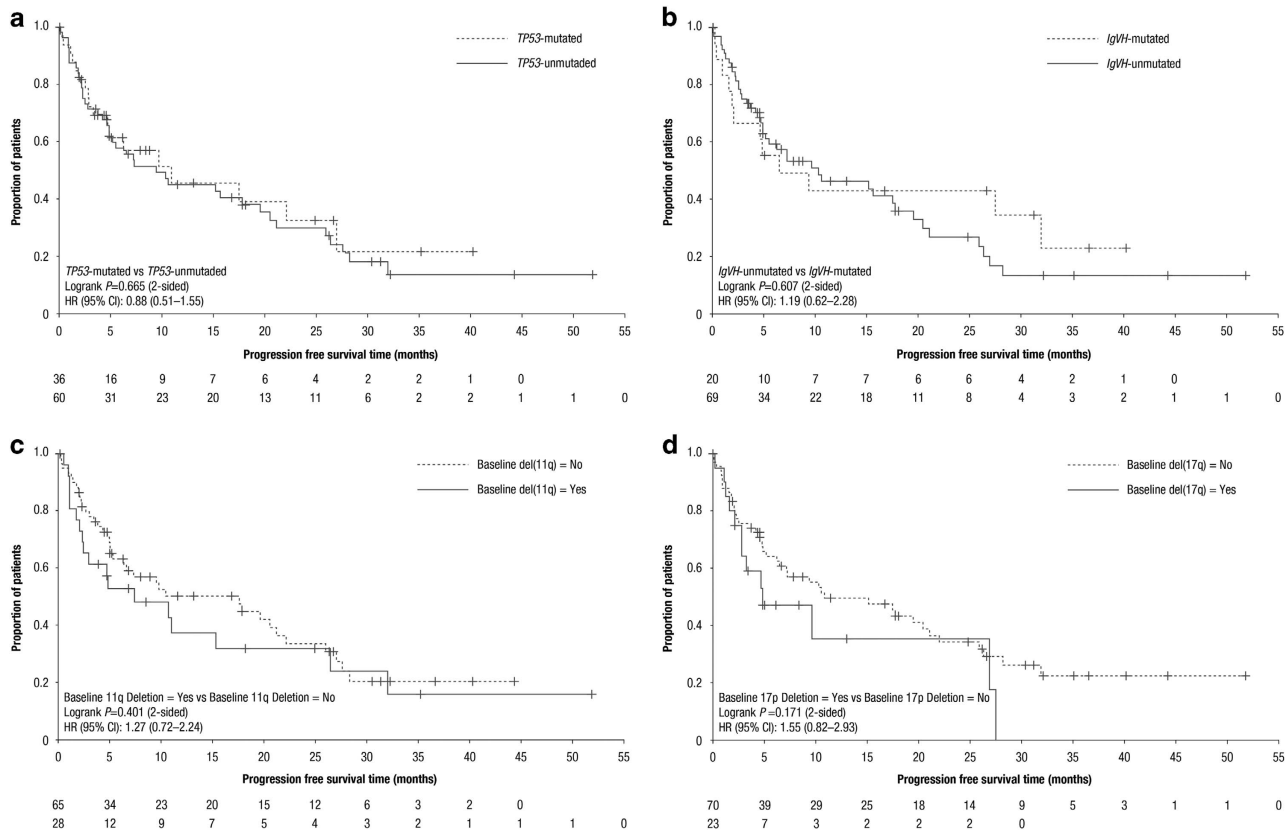 a
TP53-mutated
TP53-unmutaded
Proportion of patients
1.0
0.8
0.6
0.4
0.2
0
TP53-mutated vs TP53-unmutaded
Logrank P=0.665 (2-sided)
HR (95% CI): 0.88 (0.51–1.55)
0 5 10 15 20 25 30 35 40 45 50 55
Progression free survival time (months)
36 16 9 7 6 4 2 2 1 0
60 31 23 20 13 11 6 2 2 1 1 0
b
IgVH-mutated
IgVH-unmutated
Proportion of patients
1.0
0.8
0.6
0.4
0.2
0
IgVH-unmutated vs IgVH-mutated
Logrank P=0.607 (2-sided)
HR (95% CI): 1.19 (0.62–2.28)
0 5 10 15 20 25 30 35 40 45 50 55
Progression free survival time (months)
20 10 7 7 6 6 4 2 1 0
69 34 22 18 11 8 4 3 2 1 1 0
c
Baseline del(11q) = No
Baseline del(11q) = Yes
Proportion of patients
1.0
0.8
0.6
0.4
0.2
0
Baseline 11q Deletion = Yes vs Baseline 11q Deletion = No
Logrank P=0.401 (2-sided)
HR (95% CI): 1.27 (0.72–2.24)
0 5 10 15 20 25 30 35 40 45 50 55
Progression free survival time (months)
65 34 23 20 15 12 6 3 2 0
28 12 9 7 5 4 3 2 1 1 1 0
d
Baseline del(17q) = No
Baseline del(17q) = Yes
Proportion of patients
1.0
0.8
0.6
0.4
0.2
0
Baseline 17p Deletion = Yes vs Baseline 17p Deletion = No
Logrank P =0.171 (2-sided)
HR (95% CI): 1.55 (0.82–2.93)
0 5 10 15 20 25 30 35 40 45 50 55
Progression free survival time (months)
70 39 29 25 18 14 9 5 3 1 1 0
23 7 3 2 2 2 0